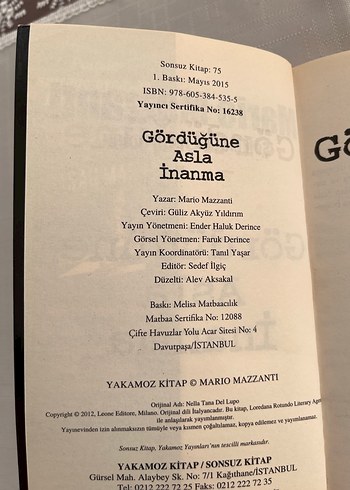 Sonsuz Kitap: 75
1. Baskı: Mayıs 2015
ISBN: 978-605-384-535-5
Yayıncı Sertifika No: 16238
Gördüğüne
Asla
İnanma
Yazar: Mario Mazzanti
Çeviri: Güliz Akyüz Yıldırım
Yayın Yönetmeni: Ender Haluk Derince
Görsel Yönetmen: Faruk Derince
Yayın Koordinatörü: Tanıl Yaşar
Editör: Sedef İlgiç
Düzelti: Alev Aksakal
Baskı: Melisa Matbaacılık
Matbaa Sertifika No: 12088
Çifte Havuzlar Yolu Acar Sitesi No: 4
Davutpaşa/İSTANBUL
YAKAMOZ KİTAP © MARIO MAZZANTI
Orijinal Adı: Nella Tana Del Lupo
Copyright © 2012, Leone Editore, Milano. Orijinal dili İtalyancadır. Bu kitap, Loredana Rotundo Literary Agen
ile anlaşılarak yayımlanmıştır.
Yayınevinden izin alınmaksızın tümüyle veya kısmen çoğaltılamaz, kopya edilemez ve yayımlanamaz.
Sonsuz Kitap, Yakamoz Yayınları'nın tescilli markasıdır.
YAKAMOZ KİTAP / SONSUZ KİTAP
Gürsel Mah. Alaybey Sk. No: 7/1 Kağıthane/İSTANBUL
Tel: 0212 222 72 25 Faks: 0212 222 72 35
Gö